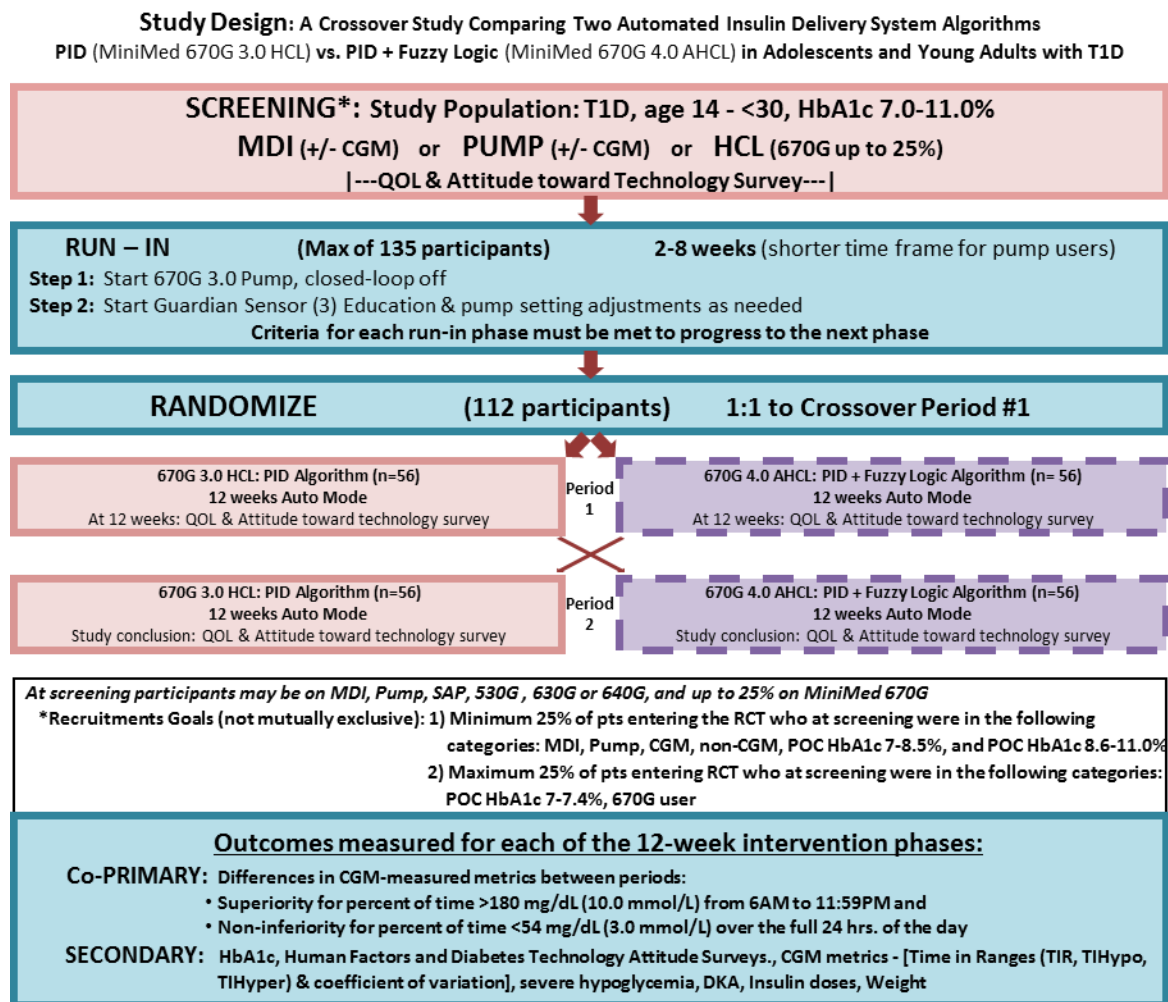 Study Design: A Crossover Study Comparing Two Automated Insulin Delivery System Algorithms
PID (MiniMed 670G 3.0 HCL) vs. PID + Fuzzy Logic (MiniMed 670G 4.0 AHCL) in Adolescents and Young Adults with T1D
SCREENING*: Study Population: T1D, age 14 - <30, HbA1c 7.0-11.0%
MDI (+/- CGM) or PUMP (+/- CGM) or HCL (670G up to 25%)
|---QOL & Attitude toward Technology Survey---|
RUN – IN (Max of 135 participants) 2-8 weeks (shorter time frame for pump users)
Step 1: Start 670G 3.0 Pump, closed-loop off
Step 2: Start Guardian Sensor (3) Education & pump setting adjustments as needed
Criteria for each run-in phase must be met to progress to the next phase
RANDOMIZE (112 participants) 1:1 to Crossover Period #1
670G 3.0 HCL: PID Algorithm (n=56)
12 weeks Auto Mode
At 12 weeks: QOL & Attitude toward technology survey
Period
1
670G 4.0 AHCL: PID + Fuzzy Logic Algorithm (n= 56)
12 weeks Auto Mode
At 12 weeks: QOL & Attitude toward technology survey
670G 3.0 HCL: PID Algorithm (n=56)
12 weeks Auto Mode
Study conclusion: QOL & Attitude toward technology survey
Period
2
670G 4.0 AHCL: PID + Fuzzy Logic Algorithm (n=56)
12 weeks Auto Mode
Study conclusion: QOL & Attitude toward technology survey
At screening participants may be on MDI, Pump, SAP, 530G , 630G or 640G, and up to 25% on MiniMed 670G
*Recruitments Goals (not mutually exclusive): 1) Minimum 25% of pts entering the RCT who at screening were in the following
categories: MDI, Pump, CGM, non-CGM, POC HbA1c 7-8.5%, and POC HbA1c 8.6-11.0%
2) Maximum 25% of pts entering RCT who at screening were in the following categories:
POC HbA1c 7-7.4%, 670G user
Outcomes measured for each of the 12-week intervention phases:
Co-PRIMARY: Differences in CGM-measured metrics between periods:
• Superiority for percent of time >180 mg/dL (10.0 mmol/L) from 6AM to 11:59PM and
• Non-inferiority for percent of time <54 mg/dL (3.0 mmol/L) over the full 24 hrs. of the day
SECONDARY: HbA1c, Human Factors and Diabetes Technology Attitude Surveys., CGM metrics - [Time in Ranges (TIR, TIHypo,
TIHyper) & coefficient of variation], severe hypoglycemia, DKA, Insulin doses, Weight